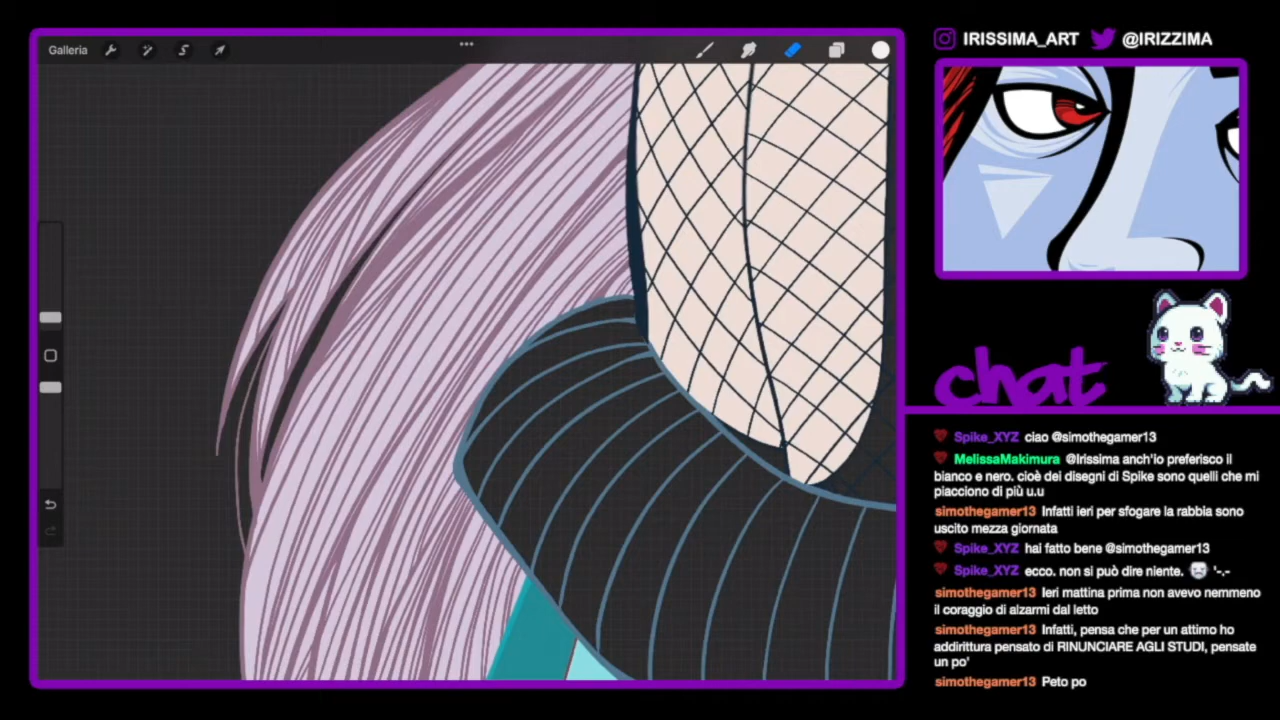 Galleria
IRISSIMA_ART @IRIZZIMA
chat
Spike_XYZ ciao @simothegamer13
MelissaMakimura @Irissima anch'io preferisco il
bianco e nero. cioè dei disegni di Spike sono quelli che mi
piacciono di più u.u
simothegamer13 Infatti ieri per sfogare la rabbia sono
uscito mezza giornata
Spike_XYZ hai fatto bene @simothegamer13
Spike_XYZ ecco. non si può dire niente. '-.-
simothegamer13 Ieri mattina prima non avevo nemmeno
il coraggio di alzarmi dal letto
simothegamer13 Infatti, pensa che per un attimo ho
addirittura pensato di RINUNCIARE AGLI STUDI, pensate
un po'
simothegamer13 Peto po